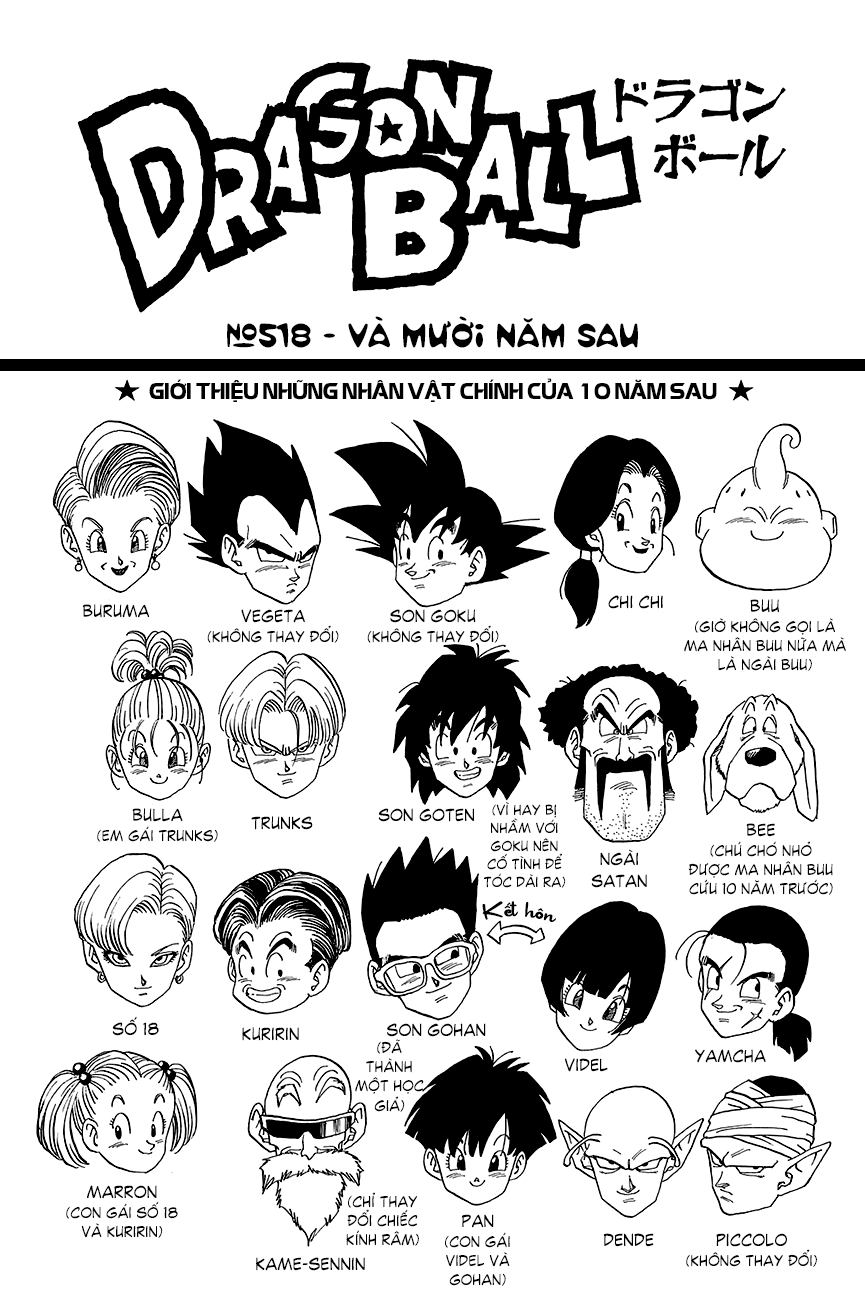 DRAGON BALL
ドラゴン
ボール
№518 - VÀ MƯỜI NĂM SAU
★ GIỚI THIỆU NHỮNG NHÂN VẬT CHÍNH CỦA 10 NĂM SAU ★
BURUMA
VEGETA
(KHÔNG THAY ĐỔI)
SON GOKU
(KHÔNG THAY ĐỔI)
CHI CHI
BUU
(GIỜ KHÔNG GỌI LÀ
MA NHÂN BUU NỮA MÀ
LÀ NGÀI BUU)
BULLA
(EM GÁI TRUNKS)
TRUNKS
SON GOTEN
(VÌ HAY BỊ
NHẦM VỚI
GOKU NÊN
CỐ TÌNH ĐỂ
TÓC DÀI RA)
NGÀI
SATAN
BEE
(CHÚ CHÓ NHỎ
ĐƯỢC MA NHÂN BUU
CỨU 10 NĂM TRƯỚC)
SỐ 18
KURIRIN
SON GOHAN
(ĐÃ
THÀNH
MỘT HỌC
GIẢ)
Kết hôn
VIDEL
YAMCHA
MARRON
(CON GÁI SỐ 18
VÀ KURIRIN)
KAME-SENNIN
(CHỈ THAY
ĐỔI CHIẾC
KÍNH RÂM)
PAN
(CON GÁI
VIDEL VÀ
GOHAN)
DENDE
PICCOLO
(KHÔNG THAY ĐỔI)